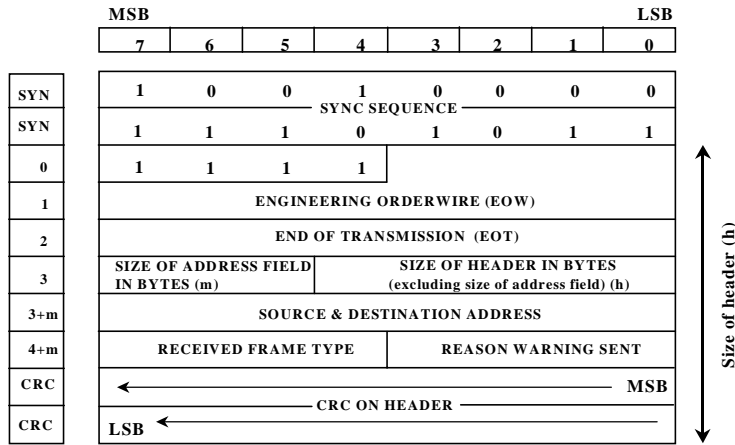 MSB LSB
7 6 5 4 3 2 1 0
SYN 1 0 0 1 0 0 0 0
SYNC SEQUENCE
SYN 1 1 1 0 1 0 1 1
0 1 1 1 1
1 ENGINEERING ORDERWIRE (EOW)
2 END OF TRANSMISSION (EOT)
3 SIZE OF ADDRESS FIELD IN BYTES (m) SIZE OF HEADER IN BYTES (excluding size of address field) (h)
3+m SOURCE & DESTINATION ADDRESS
4+m RECEIVED FRAME TYPE REASON WARNING SENT
CRC MSB
CRC ON HEADER
CRC LSB
Size of header (h)